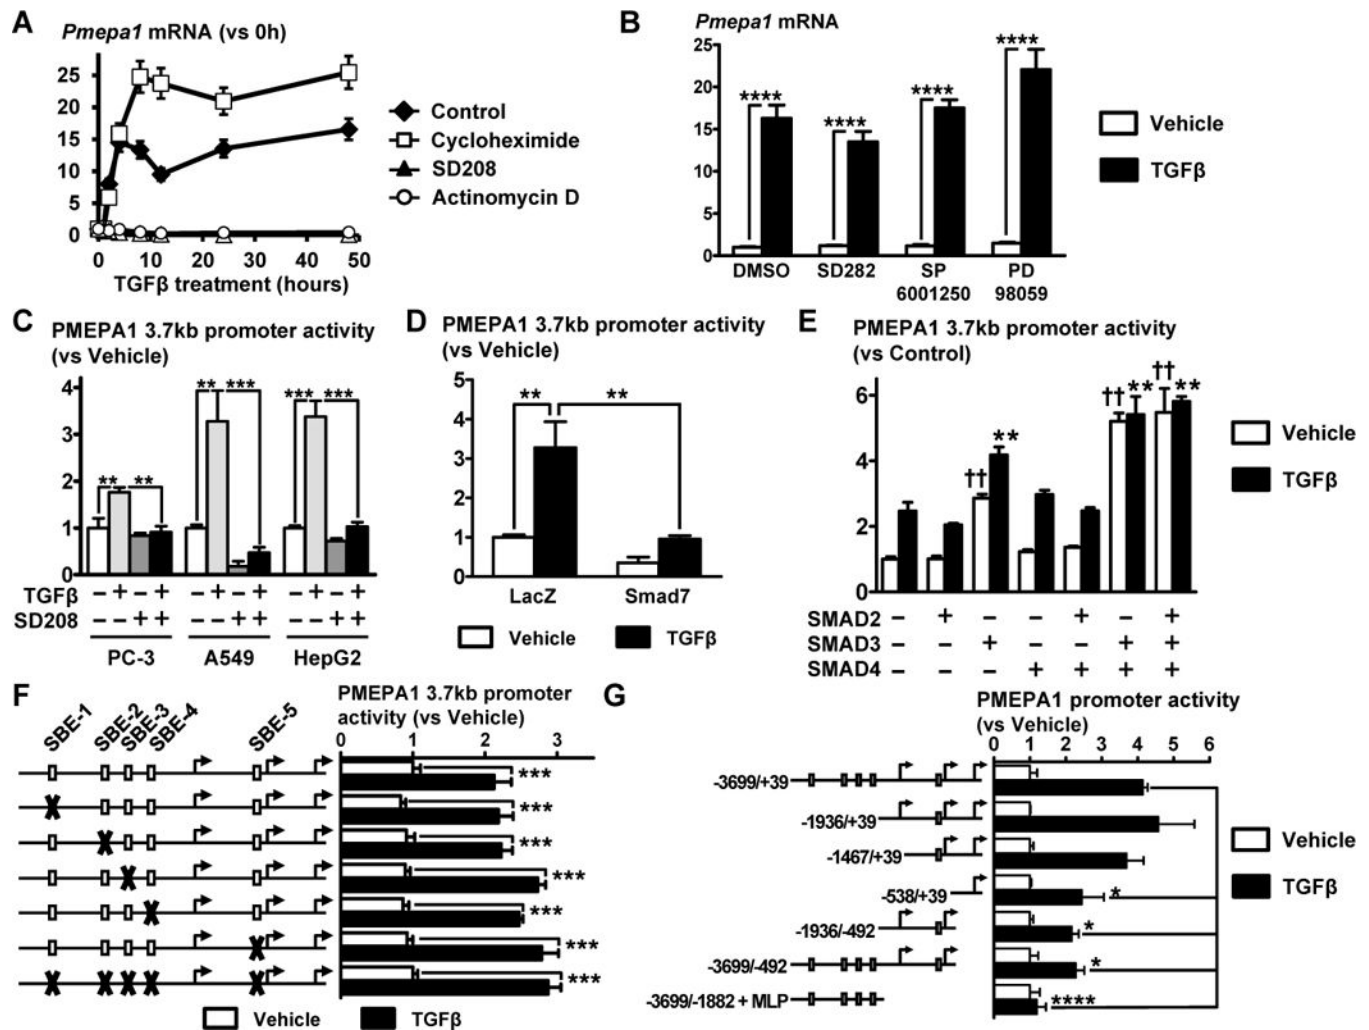 A
Pmepa1 mRNA (vs 0h)
25
20
15
10
5
0
0 10 20 30 40 50
TGFβ treatment (hours)
Control
Cycloheximide
SD208
Actinomycin D
B
Pmepa1 mRNA
25
20
15
10
5
0
**** **** **** ****
DMSO SD282 SP 6001250 PD 98059
Vehicle
TGFβ
C
PMEPA1 3.7kb promoter activity
(vs Vehicle)
4
3
2
1
0
** ** ** *** *** ***
TGFβ − + − + − + − + − + − +
SD208 − − + + − − + + − − + +
PC-3 A549 HepG2
D
PMEPA1 3.7kb promoter activity
(vs Vehicle)
5
4
3
2
1
0
** **
LacZ Smad7
Vehicle TGFβ
E
PMEPA1 3.7kb promoter activity
(vs Control)
6
4
2
0
†† ** †† ** †† **
Vehicle
TGFβ
SMAD2 − + − − + − +
SMAD3 − − + − − + +
SMAD4 − − − + + + +
F
SBE-1 SBE-2 SBE-3 SBE-4 SBE-5
PMEPA1 3.7kb promoter
activity (vs Vehicle)
0 1 2 3
***
***
***
***
***
***
***
Vehicle TGFβ
G
PMEPA1 promoter activity
(vs Vehicle)
0 1 2 3 4 5 6
-3699/+39
-1936/+39
-1467/+39
-538/+39 *
-1936/-492 *
-3699/-492 *
-3699/-1882 + MLP ****
Vehicle
TGFβ